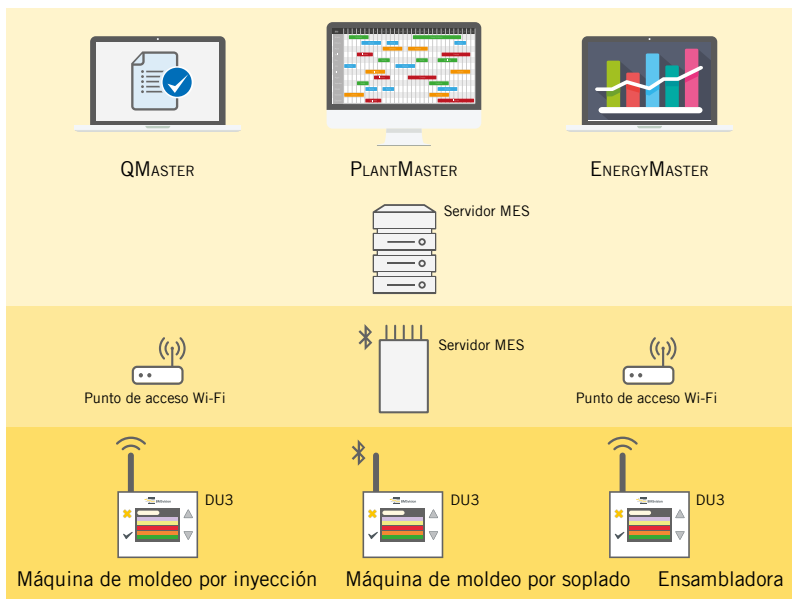 QMASTER
PLANTMASTER
ENERGYMASTER
Servidor MES
Servidor MES
Punto de acceso Wi-Fi
Punto de acceso Wi-Fi
DU3
DU3
DU3
Máquina de moldeo por inyección
Máquina de moldeo por soplado
Ensambladora